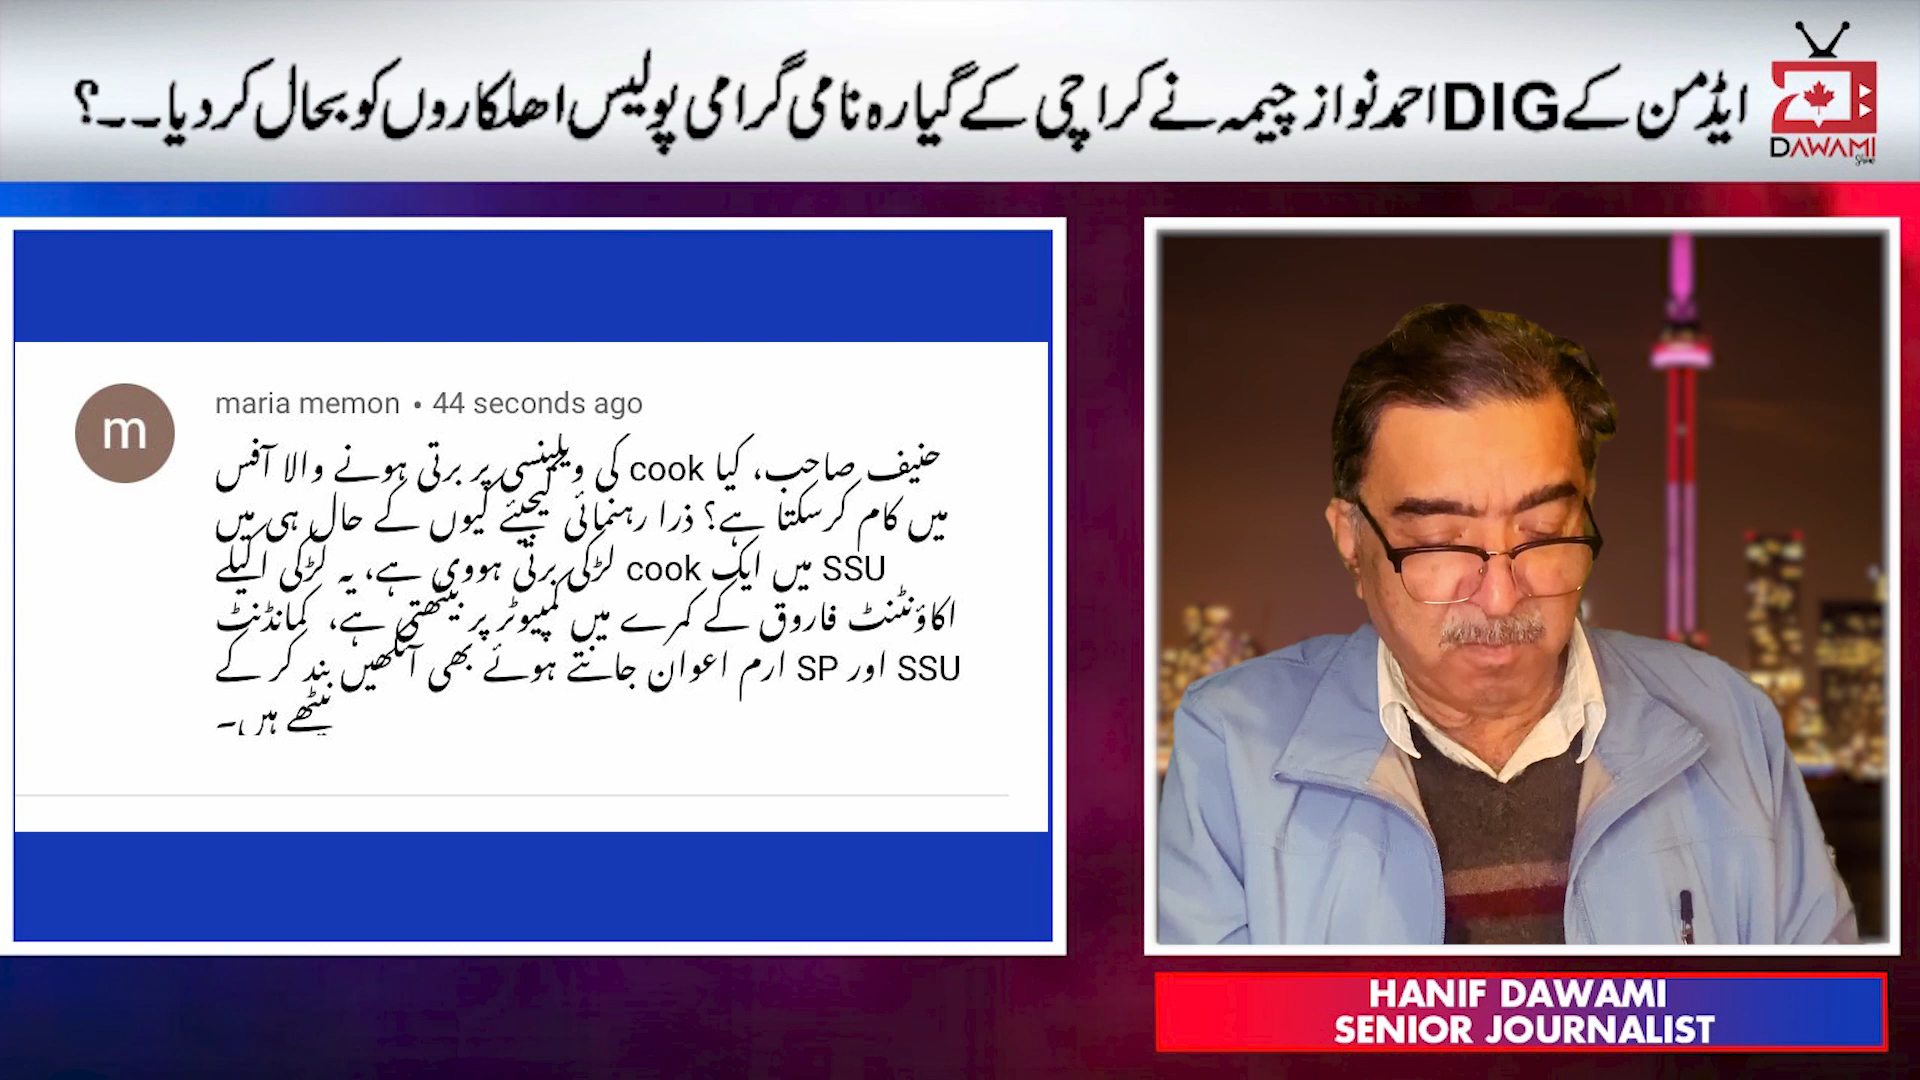 ایڈمن کے DIG احمد نواز چیمہ نے کراچی کے گیارہ نامی گرامی پولیس اھلکاروں کو بحال کر دیا۔۔۔؟
DAWAMI
Show
m
maria memon • 44 seconds ago
حنیف صاحب، کیا cook کی ویلینسی پر برتی ہونے والا آفس
میں کام کرسکتا ہے؟ ذرا رہنمائی کیجیئے کیوں کے حال ہی میں
SSU میں ایک cook لڑکی برتی ہووی ہے، یہ لڑکی اکیلے
اکاؤنٹنٹ فاروق کے کمرے میں کمپیوٹر پر بیٹھتی ہے، کمانڈنٹ
SSU اور SP ارم اعوان جانتے ہوئے بھی آنکھیں بند کر کے
بیٹھے ہیں۔
HANIF DAWAMI
SENIOR JOURNALIST